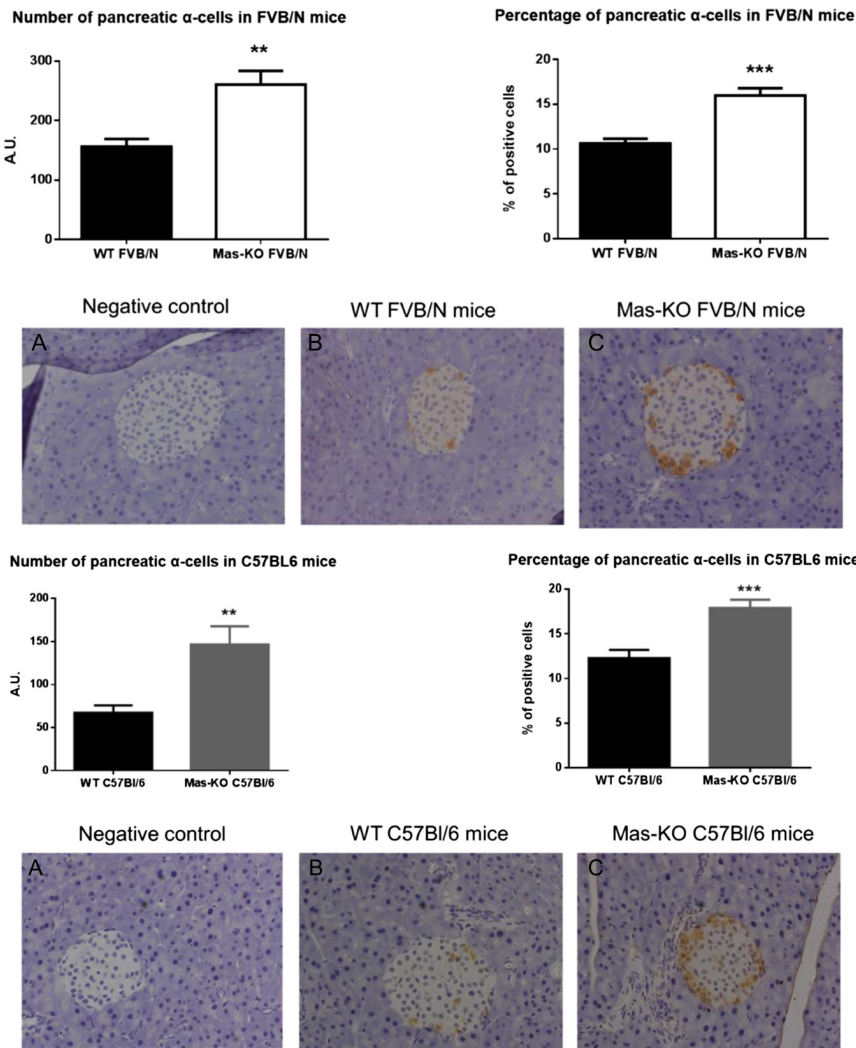 Number of pancreatic α-cells in FVB/N mice
300
200
100
0
A.U.
**
WT FVB/N
Mas-KO FVB/N
Percentage of pancreatic α-cells in FVB/N mice
20
15
10
5
0
% of positive cells
***
WT FVB/N
Mas-KO FVB/N
Negative control
WT FVB/N mice
Mas-KO FVB/N mice
A
B
C
Number of pancreatic α-cells in C57BL6 mice
200
150
100
50
0
A.U.
**
WT C57Bl/6
Mas-KO C57Bl/6
Percentage of pancreatic α-cells in C57BL6 mice
20
15
10
5
0
% of positive cells
***
WT C57Bl/6
Mas-KO C57Bl/6
Negative control
WT C57Bl/6 mice
Mas-KO C57Bl/6 mice
A
B
C